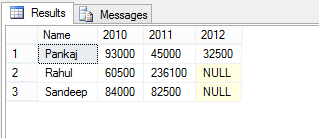 Results Messages
Name 2010 2011 2012
1 Pankaj 93000 45000 32500
2 Rahul 60500 236100 NULL
3 Sandeep 84000 82500 NULL